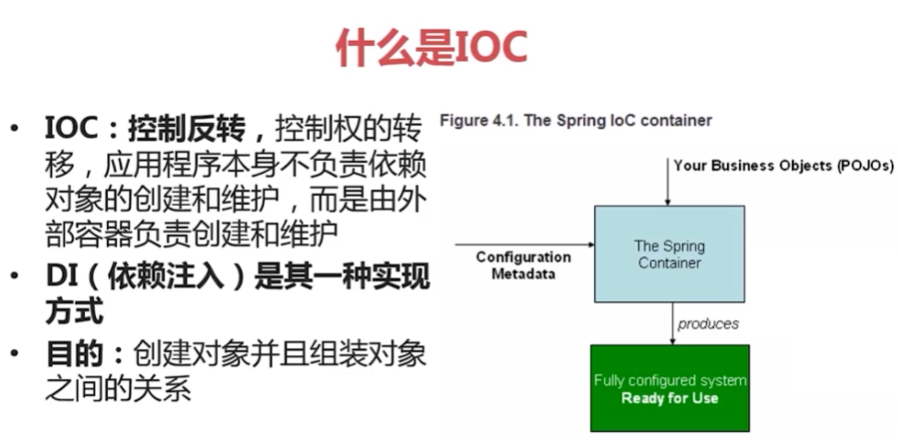 什么是IOC
• IOC：控制反转，控制权的转
移，应用程序本身不负责依赖
对象的创建和维护，而是由外
部容器负责创建和维护
• DI（依赖注入）是其一种实现
方式
• 目的：创建对象并且组装对象
之间的关系
Figure 4.1. The Spring IoC container
Your Business Objects (POJOs)
The Spring
Container
Configuration
Metadata
produces
Fully configured system
Ready for Use